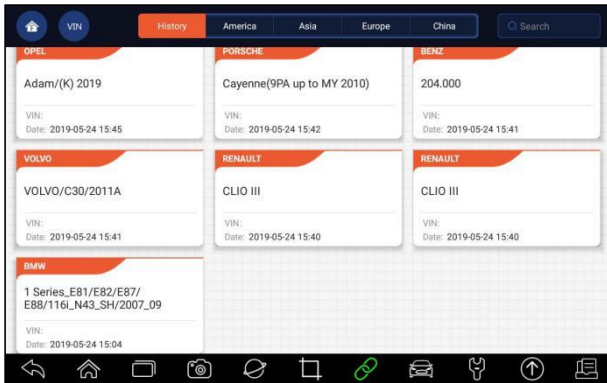 VIN
History
America
Asia
Europe
China
Search
OPEL
PORSCHE
BENZ
Adam/(K) 2019
Cayenne(9PA up to MY 2010)
204.000
VIN:
VIN:
VIN:
Date: 2019-05-24 15:45
Date: 2019-05-24 15:42
Date: 2019-05-24 15:41
VOLVO
RENAULT
RENAULT
VOLVO/C30/2011A
CLIO III
CLIO III
VIN:
VIN:
VIN:
Date: 2019-05-24 15:41
Date: 2019-05-24 15:40
Date: 2019-05-24 15:40
BMW
1 Series_E81/E82/E87/
E88/116i_N43_SH/2007_09
VIN:
Date: 2019-05-24 15:04